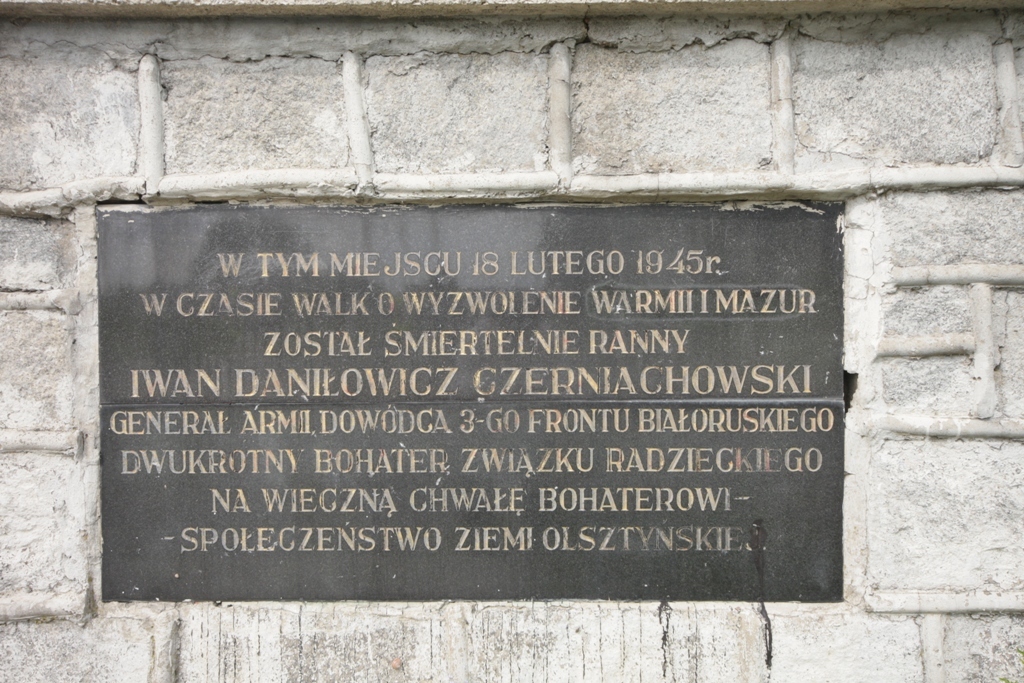 W TYM MIEJSCU 18 LUTEGO 1945r.
W CZASIE WALK O WYZWOLENIE WARMII I MAZUR
ZOSTAŁ ŚMIERTELNIE RANNY
IWAN DANIŁOWICZ CZERNIACHOWSKI
GENERAŁ ARMII, DOWÓDCA 3-GO FRONTU BIAŁORUSKIEGO
DWUKROTNY BOHATER ZWIĄZKU RADZIECKIEGO
NA WIECZNĄ CHWAŁĘ BOHATEROWI -
- SPOŁECZEŃSTWO ZIEMI OLSZTYŃSKIEJ